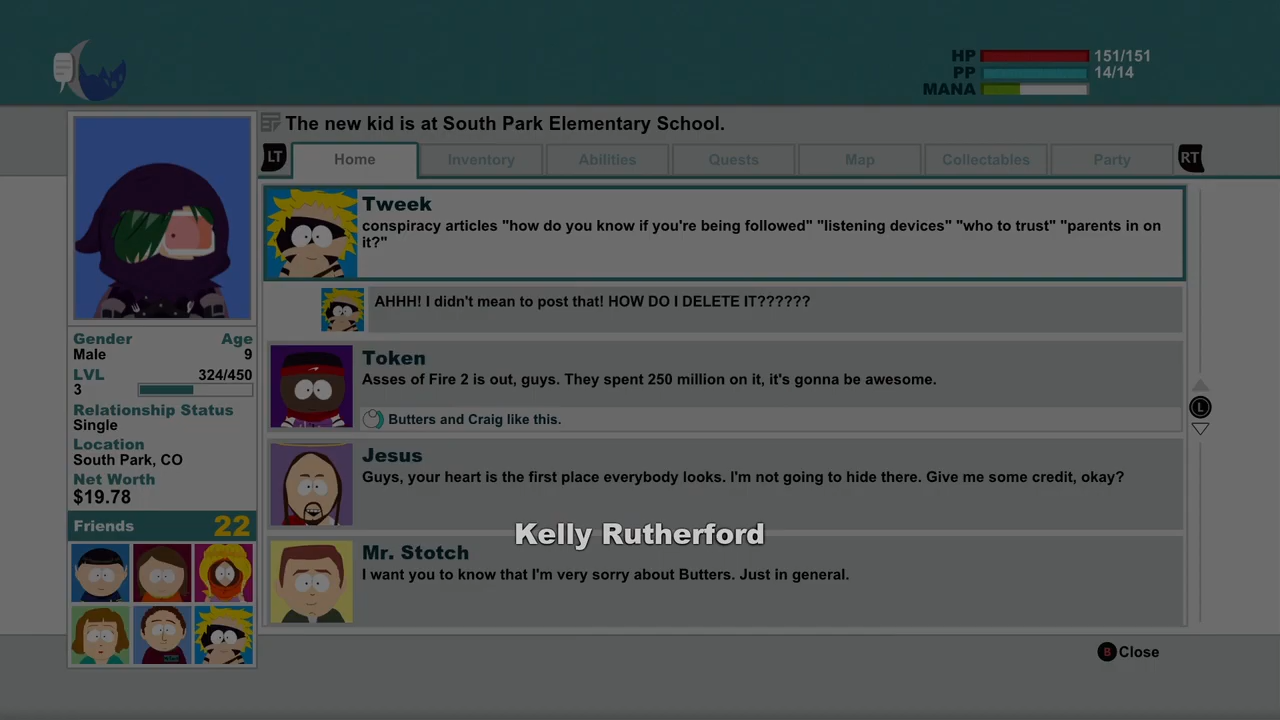 HP 151/151
PP 14/14
MANA
The new kid is at South Park Elementary School.
LT Home Inventory Abilities Quests Map Collectables Party RT
Gender Age
Male 9
LVL 324/450
3
Relationship Status
Single
Location
South Park, CO
Net Worth
$19.78
Friends 22
Tweek
conspiracy articles "how do you know if you're being followed" "listening devices" "who to trust" "parents in on
it?"
AHHH! I didn't mean to post that! HOW DO I DELETE IT??????
Token
Asses of Fire 2 is out, guys. They spent 250 million on it, it's gonna be awesome.
Butters and Craig like this.
Jesus
Guys, your heart is the first place everybody looks. I'm not going to hide there. Give me some credit, okay?
Kelly Rutherford
Mr. Stotch
I want you to know that I'm very sorry about Butters. Just in general.
L
B Close